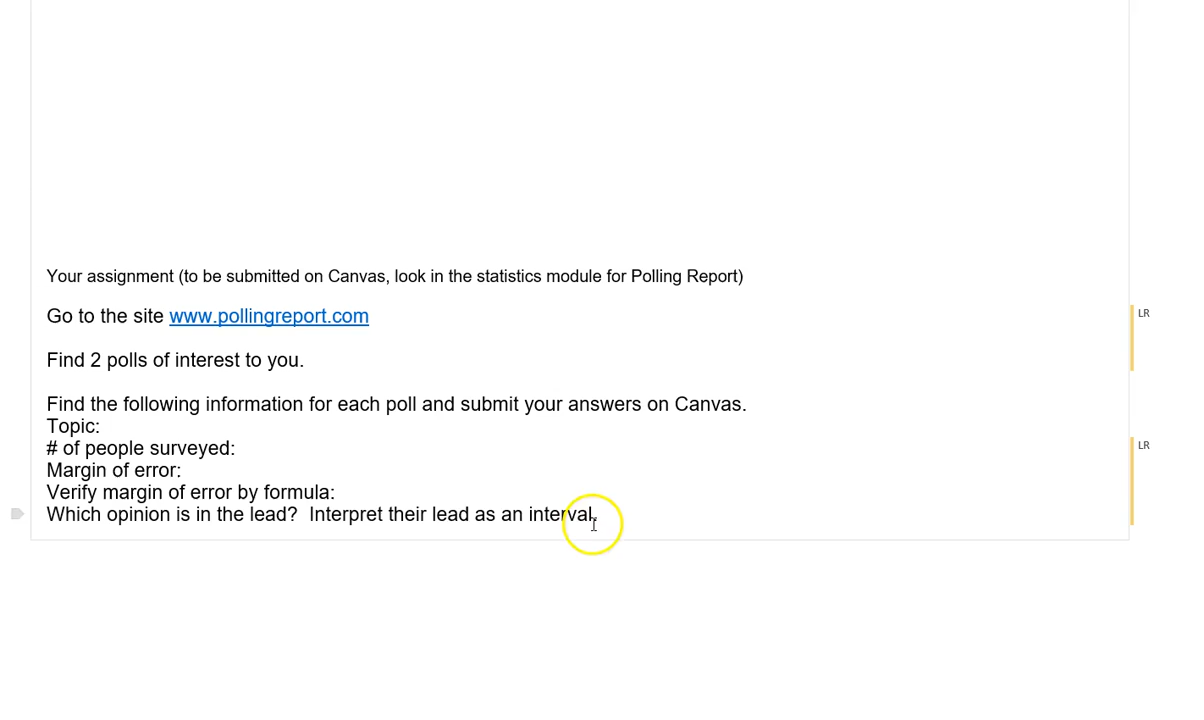 Your assignment (to be submitted on Canvas, look in the statistics module for Polling Report)
Go to the site www.pollingreport.com
LR
Find 2 polls of interest to you.
Find the following information for each poll and submit your answers on Canvas.
Topic:
# of people surveyed:
LR
Margin of error:
Verify margin of error by formula:
Which opinion is in the lead?  Interpret their lead as an interval.